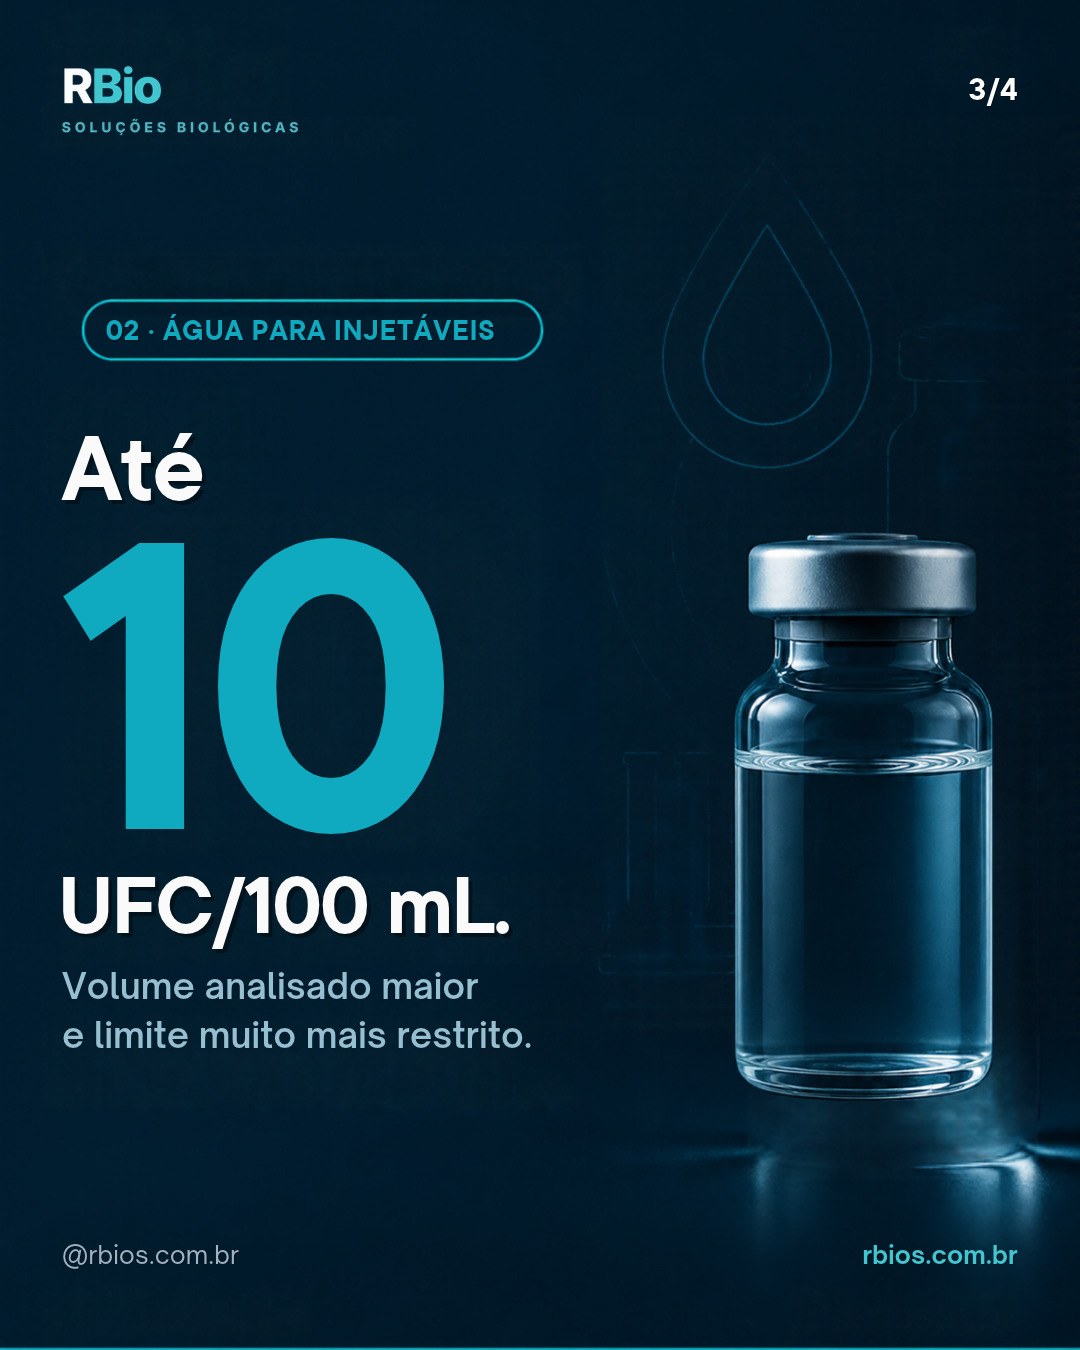 RBio
SOLUÇÕES BIOLÓGICAS
3/4
02 · ÁGUA PARA INJETÁVEIS
Até
10
UFC/100 mL.
Volume analisado maior
e limite muito mais restrito.
@rbios.com.br
rbios.com.br